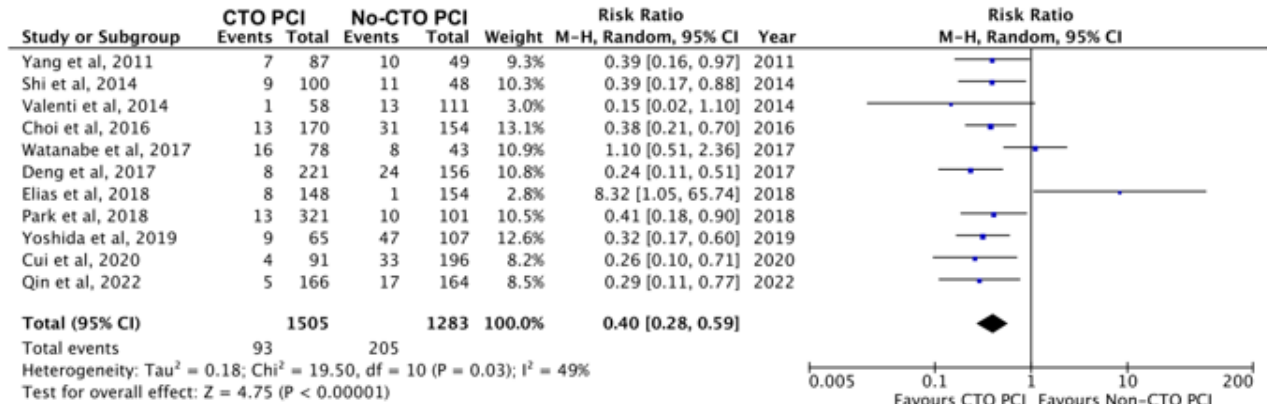 CTO PCI No-CTO PCI Risk Ratio Risk Ratio
Study or Subgroup Events Total Events Total Weight M-H, Random, 95% CI Year M-H, Random, 95% CI
Yang et al, 2011 7 87 10 49 9.3% 0.39 [0.16, 0.97] 2011
Shi et al, 2014 9 100 11 48 10.3% 0.39 [0.17, 0.88] 2014
Valenti et al, 2014 1 58 13 111 3.0% 0.15 [0.02, 1.10] 2014
Choi et al, 2016 13 170 31 154 13.1% 0.38 [0.21, 0.70] 2016
Watanabe et al, 2017 16 78 8 43 10.9% 1.10 [0.51, 2.36] 2017
Deng et al, 2017 8 221 24 156 10.8% 0.24 [0.11, 0.51] 2017
Elias et al, 2018 8 148 1 154 2.8% 8.32 [1.05, 65.74] 2018
Park et al, 2018 13 321 10 101 10.5% 0.41 [0.18, 0.90] 2018
Yoshida et al, 2019 9 65 47 107 12.6% 0.32 [0.17, 0.60] 2019
Cui et al, 2020 4 91 33 196 8.2% 0.26 [0.10, 0.71] 2020
Qin et al, 2022 5 166 17 164 8.5% 0.29 [0.11, 0.77] 2022
Total (95% CI) 1505 1283 100.0% 0.40 [0.28, 0.59]
Total events 93 205
Heterogeneity: Tau² = 0.18; Chi² = 19.50, df = 10 (P = 0.03); I² = 49%
Test for overall effect: Z = 4.75 (P < 0.00001)
0.005 0.1 1 10 200
Favours CTO PCI Favours Non-CTO PCI